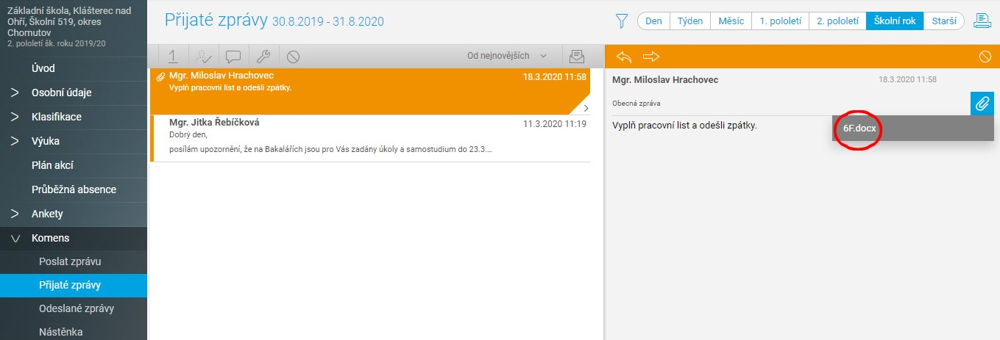 Základní škola, Klášterec nad
Ohří, Školní 519, okres
Chomutov
2. pololetí šk. roku 2019/20
Úvod
Osobní údaje
Klasifikace
Výuka
Plán akcí
Průběžná absence
Ankety
Komens
Poslat zprávu
Přijaté zprávy
Odeslané zprávy
Nástěnka
Přijaté zprávy 30.8.2019 - 31.8.2020
Den Týden Měsíc 1. pololetí 2. pololetí Školní rok Starší
1 Od nejnovějších
Mgr. Miloslav Hrachovec 18.3.2020 11:58
Vyplň pracovní list a odešli zpátky.
Mgr. Jitka Řebíčková 11.3.2020 11:19
Dobrý den,
posílám upozornění, že na Bakalářích jsou pro Vás zadány úkoly a samostudium do 23.3....
Mgr. Miloslav Hrachovec 18.3.2020 11:58
Obecná zpráva
Vyplň pracovní list a odešli zpátky.
6F.docx